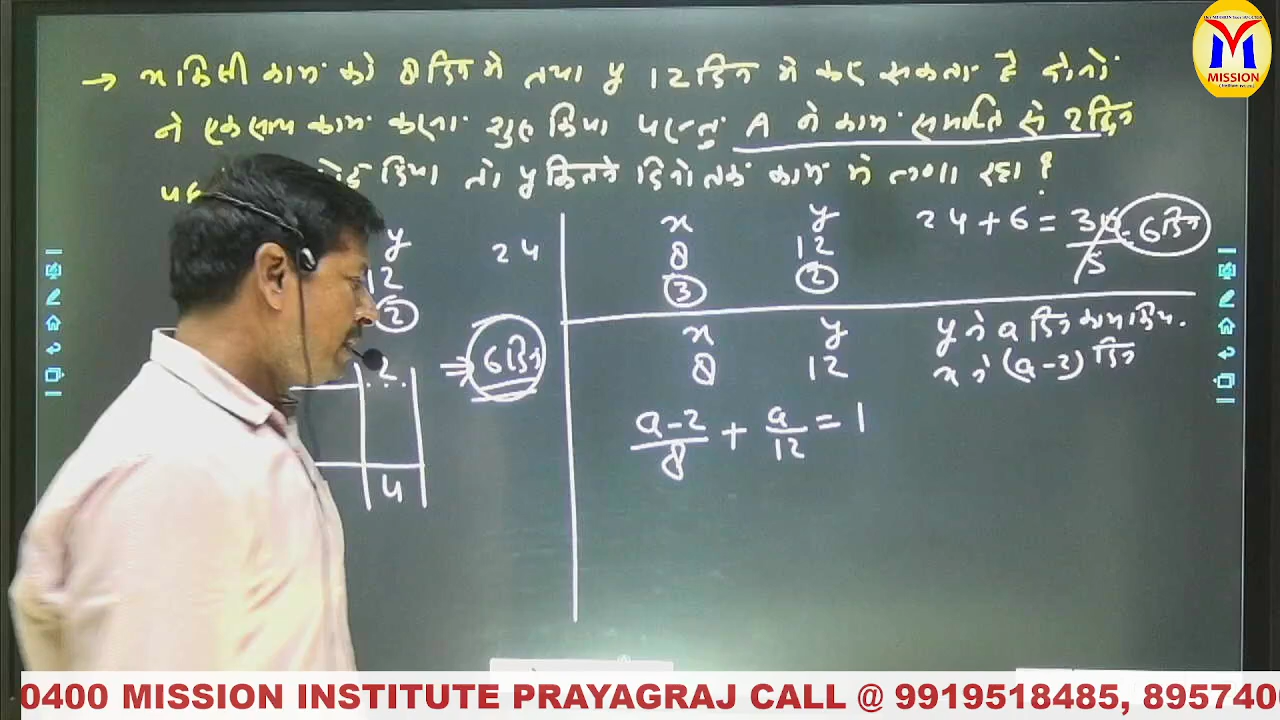 → x किसी काम को 8 दिन में तथा y 12 दिन में कर सकता है दोनों
ने एक साथ काम करना शुरू किया परन्तु A ने काम समाप्ति से 2 दिन
दिया तो y कितने दिनों तक काम में लगा रहा?
y 24
12
2
2
⇒ 6 दिन
4
x y 24 + 6 = 30/5 = 6 दिन
8 12
3 2
x y y ने a दिन काम किया.
8 12 x ने (a-2) दिन
a-2/8 + a/12 = 1
MISSION
0400 MISSION INSTITUTE PRAYAGRAJ CALL @ 9919518485, 895740